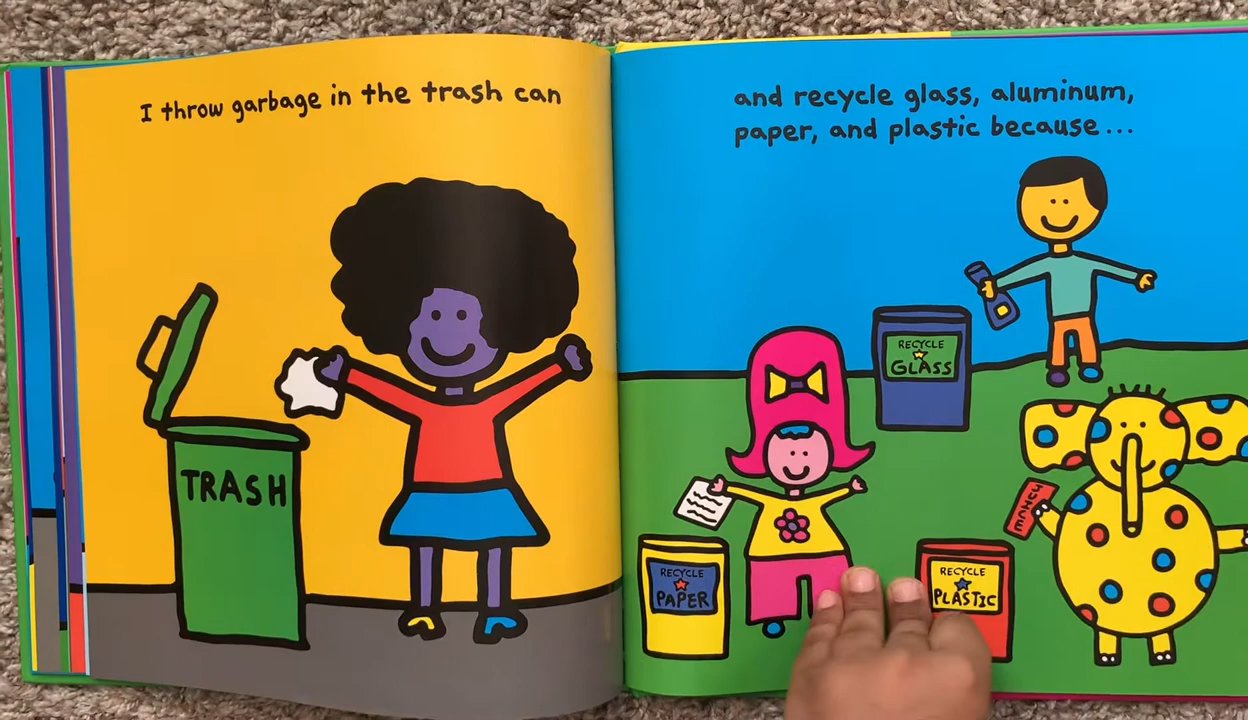 I throw garbage in the trash can
TRASH
and recycle glass, aluminum,
paper, and plastic because...
RECYCLE
GLASS
RECYCLE
PAPER
RECYCLE
PLASTIC